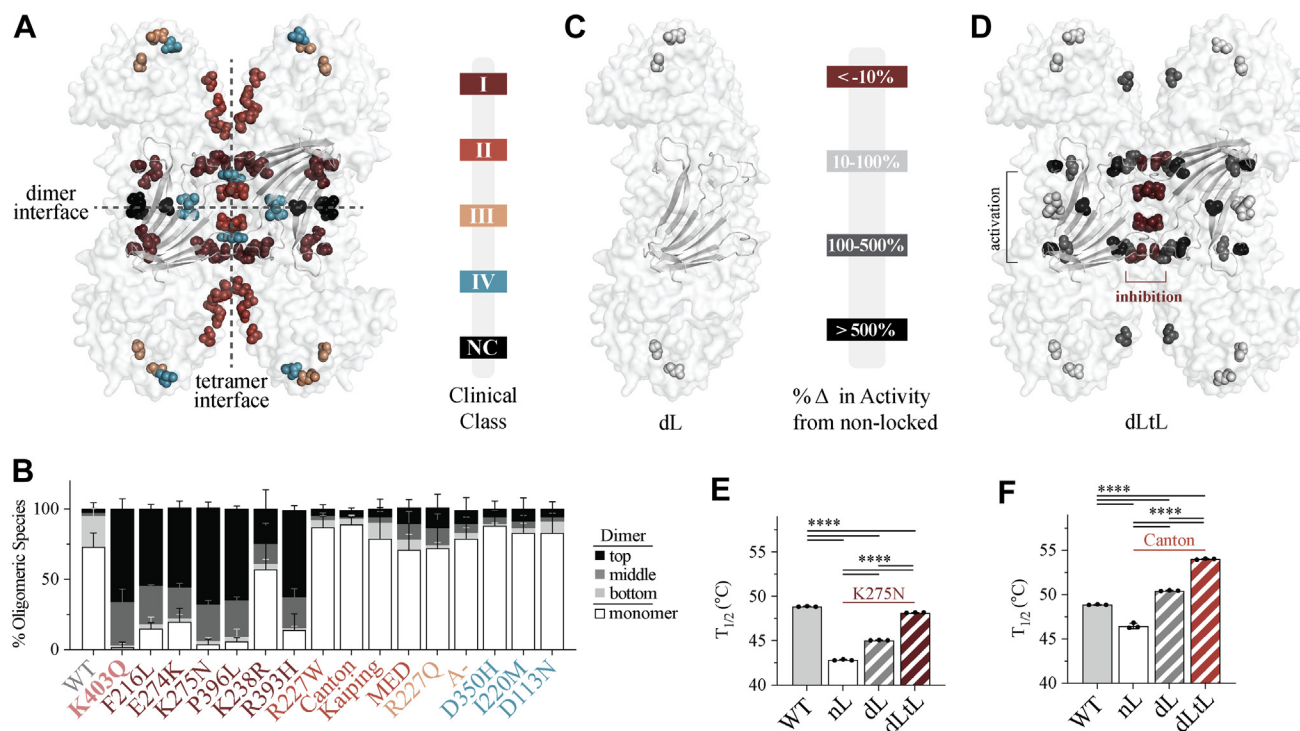 A
dimer
interface
tetramer
interface
I
II
III
IV
NC
Clinical
Class
C
dL
< -10%
10-100%
100-500%
> 500%
% Δ in Activity
from non-locked
D
activation
inhibition
dLtL
B
% Oligomeric Species
100
50
0
WT
K403Q
F216L
E274K
K275N
P396L
K238R
R393H
R227W
Canton
Kaiping
MED
R227Q
A-
D350H
I220M
D113N
Dimer
top
middle
bottom
monomer
E
T1/2 (°C)
55
50
45
40
****
****
K275N
WT
nL
dL
dLtL
F
T1/2 (°C)
55
50
45
40
****
****
Canton
WT
nL
dL
dLtL